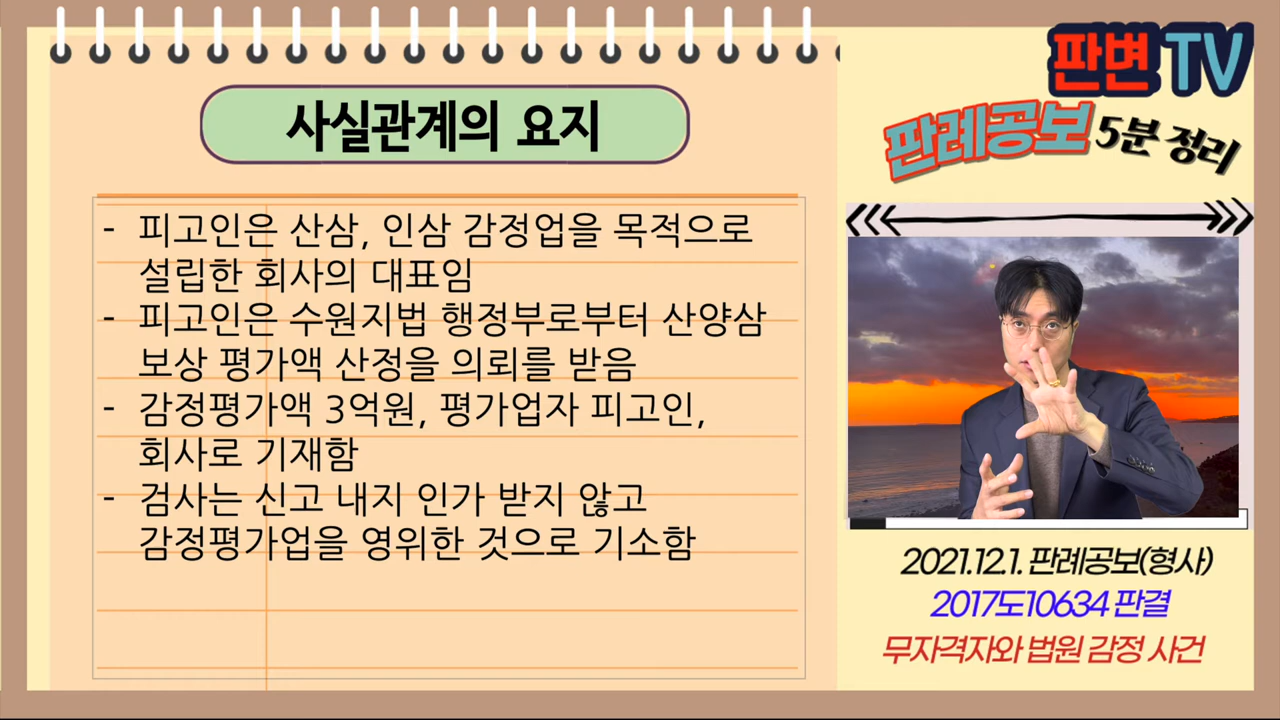 사실관계의 요지
- 피고인은 산삼, 인삼 감정업을 목적으로
설립한 회사의 대표임
- 피고인은 수원지법 행정부로부터 산양삼
보상 평가액 산정을 의뢰를 받음
- 감정평가액 3억원, 평가업자 피고인,
회사로 기재함
- 검사는 신고 내지 인가 받지 않고
감정평가업을 영위한 것으로 기소함
판변 TV
판례공보 5분 정리
2021.12.1. 판례공보(형사)
2017도10634 판결
무자격자와 법원 감정 사건